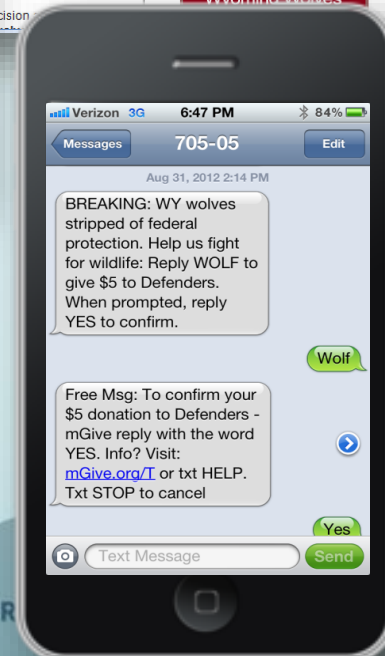 Verizon 3G 6:47 PM 84%
Messages 705-05 Edit
Aug 31, 2012 2:14 PM
BREAKING: WY wolves
stripped of federal
protection. Help us fight
for wildlife: Reply WOLF to
give $5 to Defenders.
When prompted, reply
YES to confirm.
Wolf
Free Msg: To confirm your
$5 donation to Defenders -
mGive reply with the word
YES. Info? Visit:
mGive.org/T or txt HELP.
Txt STOP to cancel
Yes
Text Message Send
R